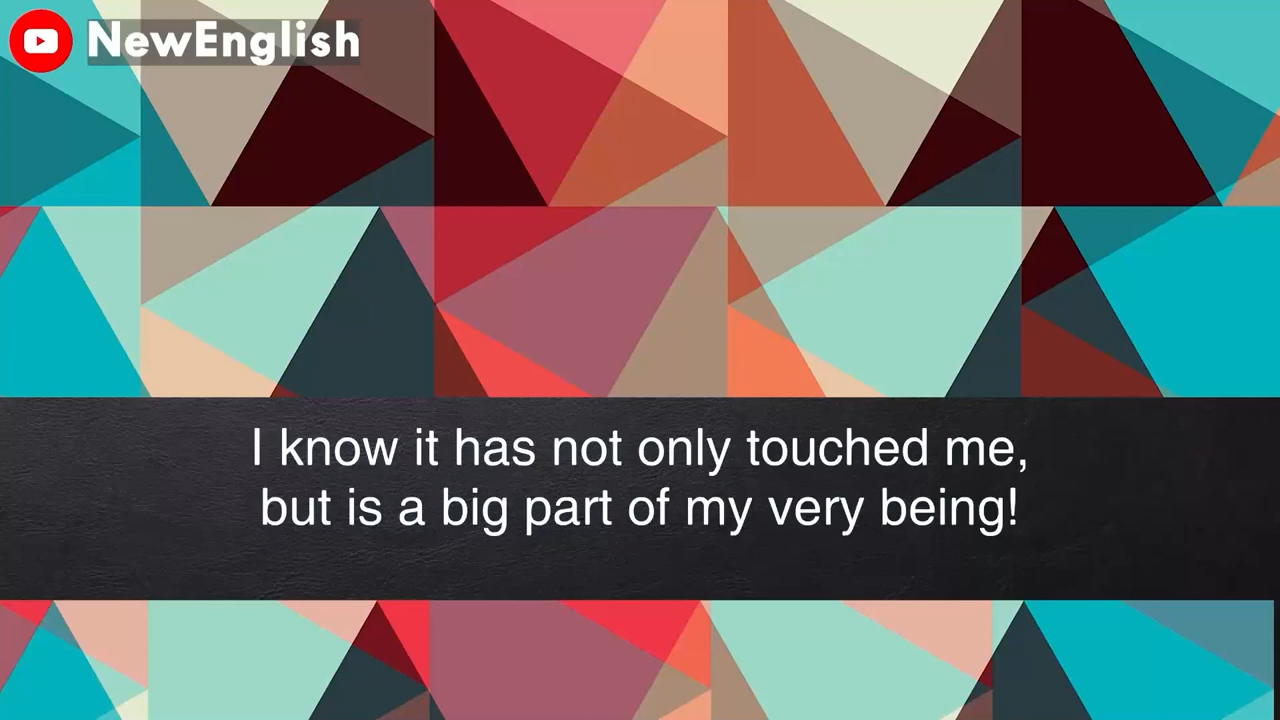 NewEnglish
I know it has not only touched me,
but is a big part of my very being!